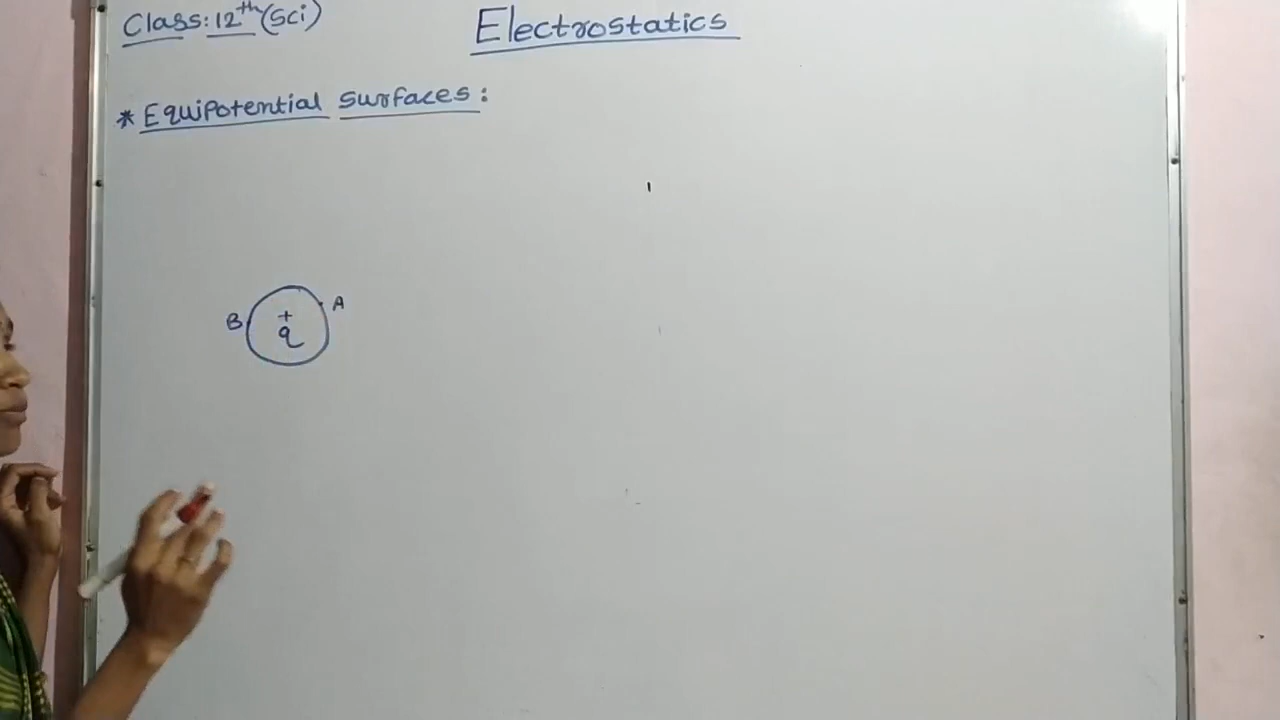 Class: 12th (Sci)
Electrostatics
* Equipotential surfaces:
B + A
q